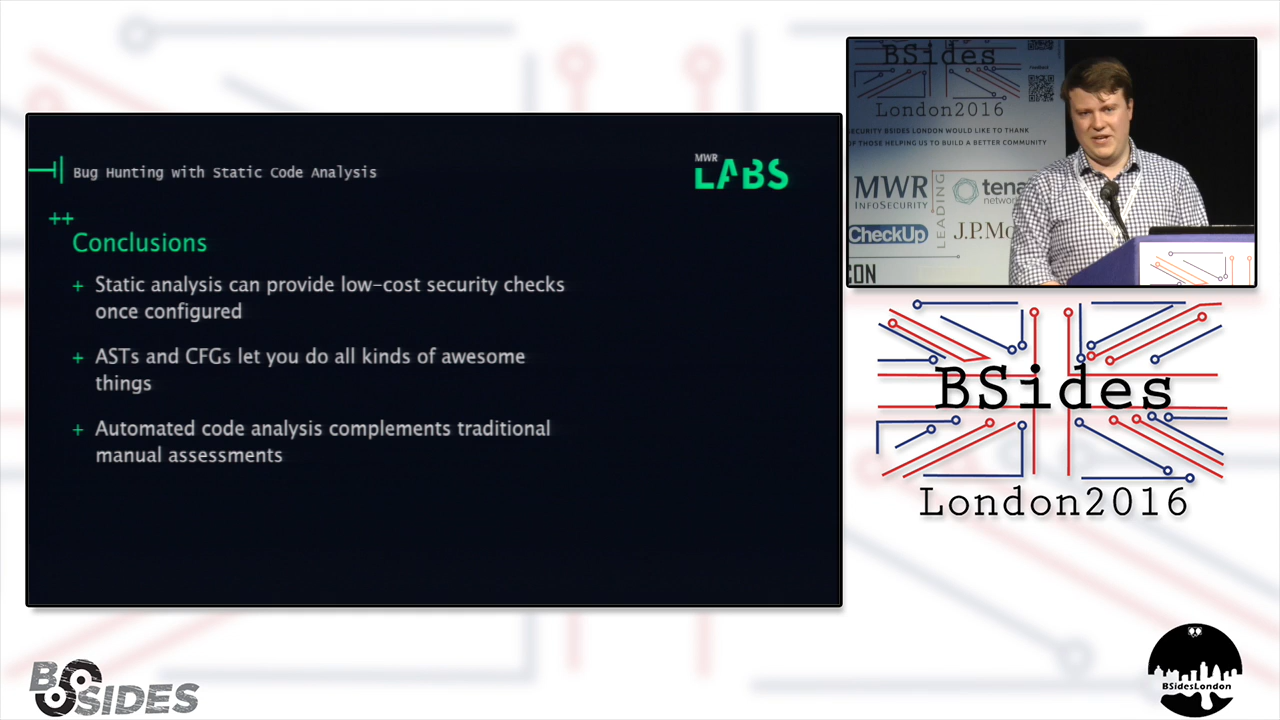 Bug Hunting with Static Code Analysis
MWR
LABS
++
Conclusions
+ Static analysis can provide low-cost security checks
once configured
+ ASTs and CFGs let you do all kinds of awesome
things
+ Automated code analysis complements traditional
manual assessments
BSides
London2016
SECURITY BSIDES LONDON WOULD LIKE TO THANK
OF THOSE HELPING US TO BUILD A BETTER COMMUNITY
MWR
INFOSECURITY
LEADING
tena
network
CheckUp
J.P.Mo
CON
BSides
London2016
BSIDES
BSidesLondon